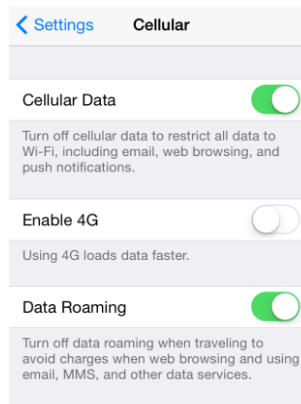 Settings Cellular
Cellular Data
Turn off cellular data to restrict all data to
Wi-Fi, including email, web browsing, and
push notifications.
Enable 4G
Using 4G loads data faster.
Data Roaming
Turn off data roaming when traveling to
avoid charges when web browsing and using
email, MMS, and other data services.